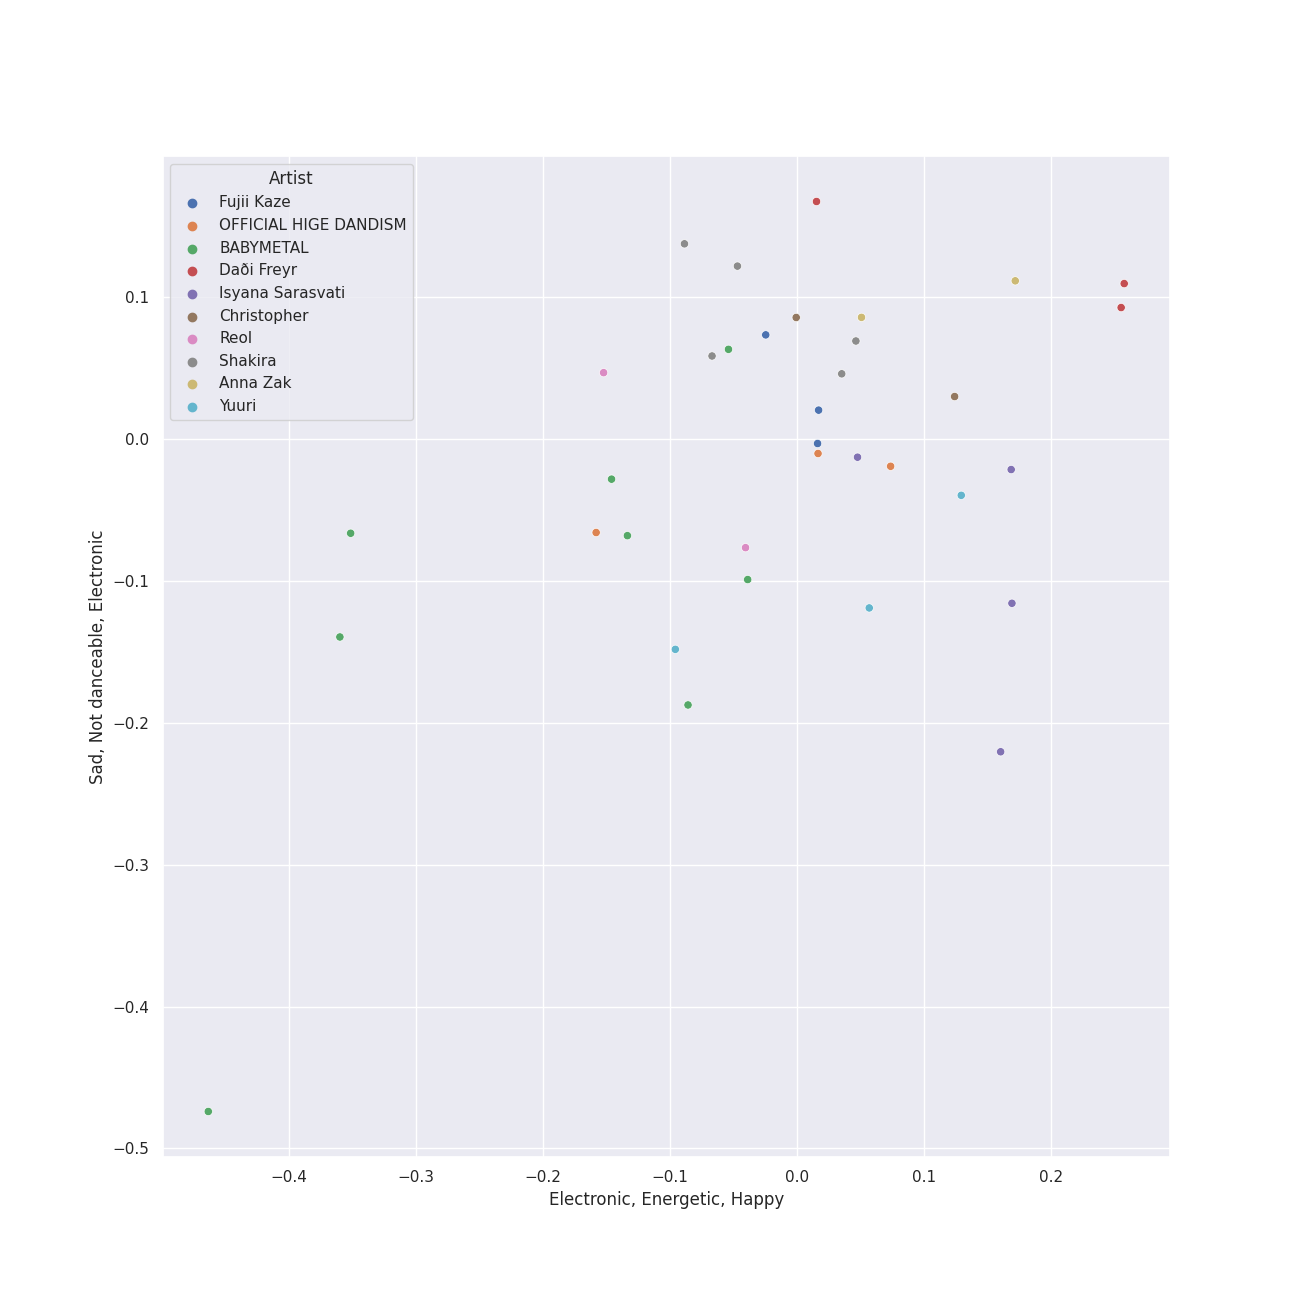 Artist
Fujii Kaze
OFFICIAL HIGE DANDISM
BABYMETAL
Daði Freyr
Isyana Sarasvati
Christopher
Reol
Shakira
Anna Zak
Yuuri
0.1
0.0
−0.1
−0.2
−0.3
−0.4
−0.5
Sad, Not danceable, Electronic
−0.4 −0.3 −0.2 −0.1 0.0 0.1 0.2
Electronic, Energetic, Happy